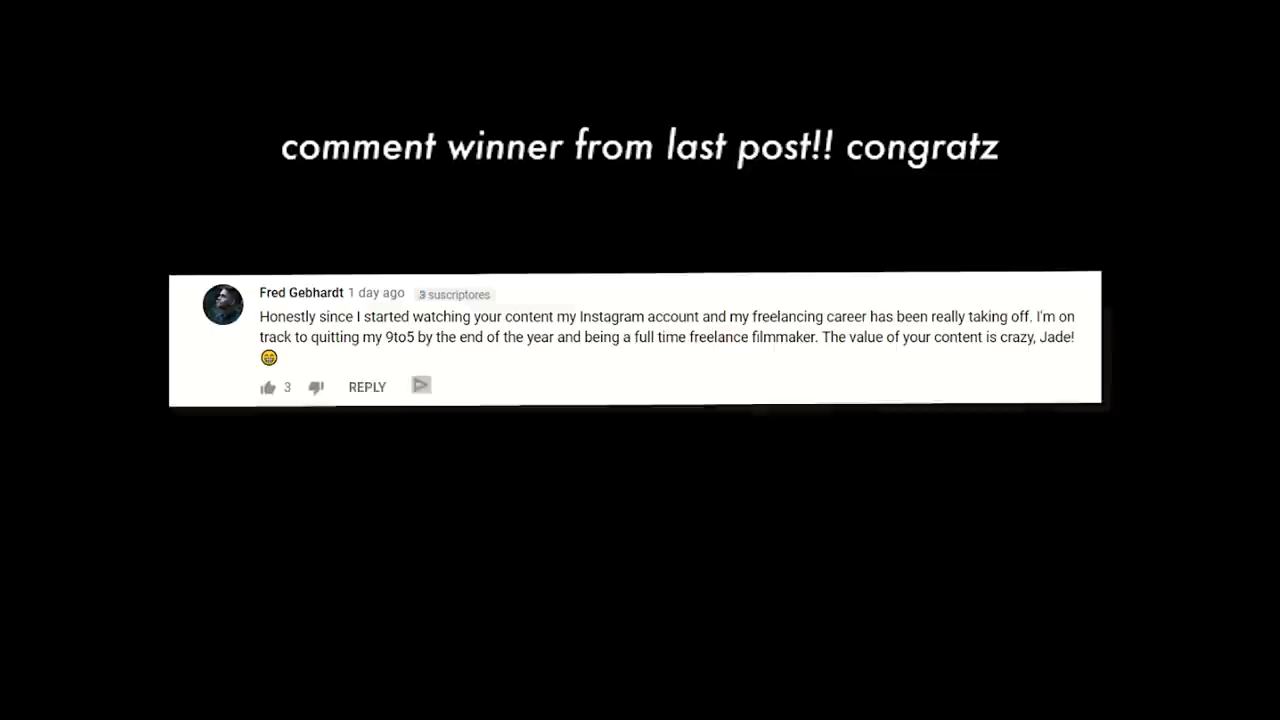 comment winner from last post!! congratz
Fred Gebhardt 1 day ago 3 suscriptores
Honestly since I started watching your content my Instagram account and my freelancing career has been really taking off. I'm on
track to quitting my 9to5 by the end of the year and being a full time freelance filmmaker. The value of your content is crazy, Jade!
😁
3 REPLY